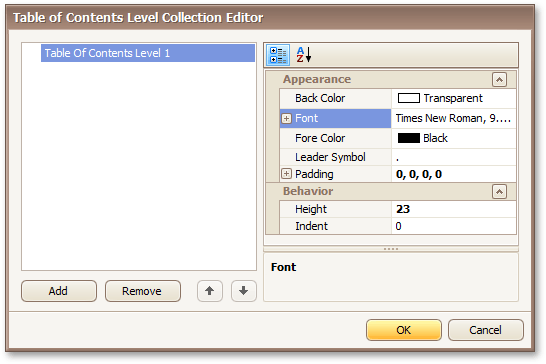 Table of Contents Level Collection Editor
Table Of Contents Level 1
A
Z
Appearance
Back Color Transparent
Font Times New Roman, 9....
Fore Color Black
Leader Symbol .
Padding 0, 0, 0, 0
Behavior
Height 23
Indent 0
Font
Add Remove
OK Cancel